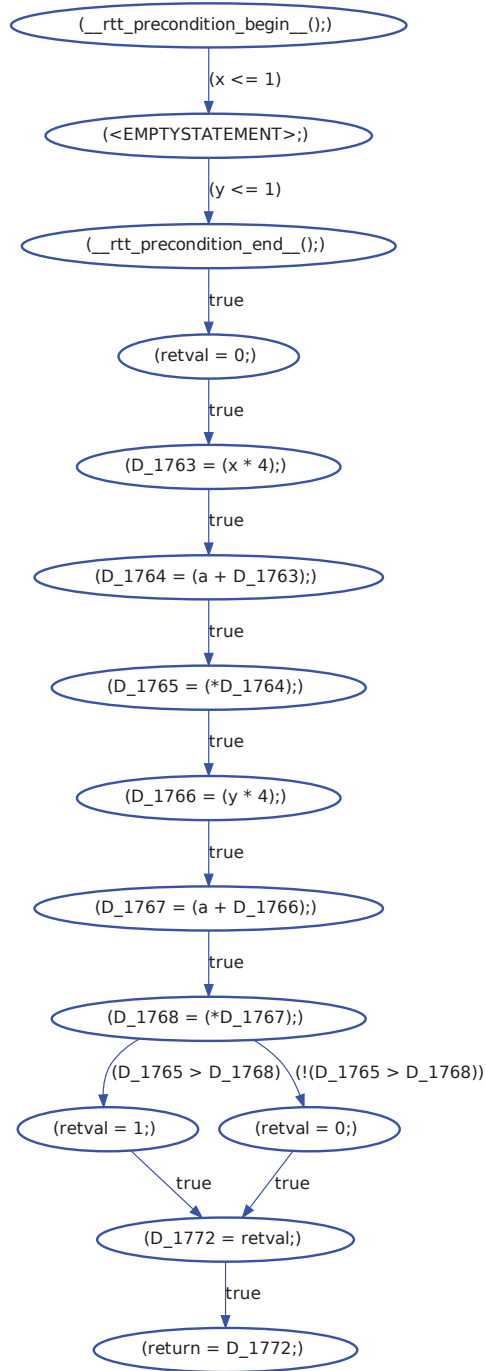 (__rtt_precondition_begin__();)
(x <= 1)
(<EMPTYSTATEMENT>;)
(y <= 1)
(__rtt_precondition_end__();)
true
(retval = 0;)
true
(D_1763 = (x * 4);)
true
(D_1764 = (a + D_1763);)
true
(D_1765 = (*D_1764);)
true
(D_1766 = (y * 4);)
true
(D_1767 = (a + D_1766);)
true
(D_1768 = (*D_1767);)
(D_1765 > D_1768) (!(D_1765 > D_1768))
(retval = 1;) (retval = 0;)
true true
(D_1772 = retval;)
true
(return = D_1772;)